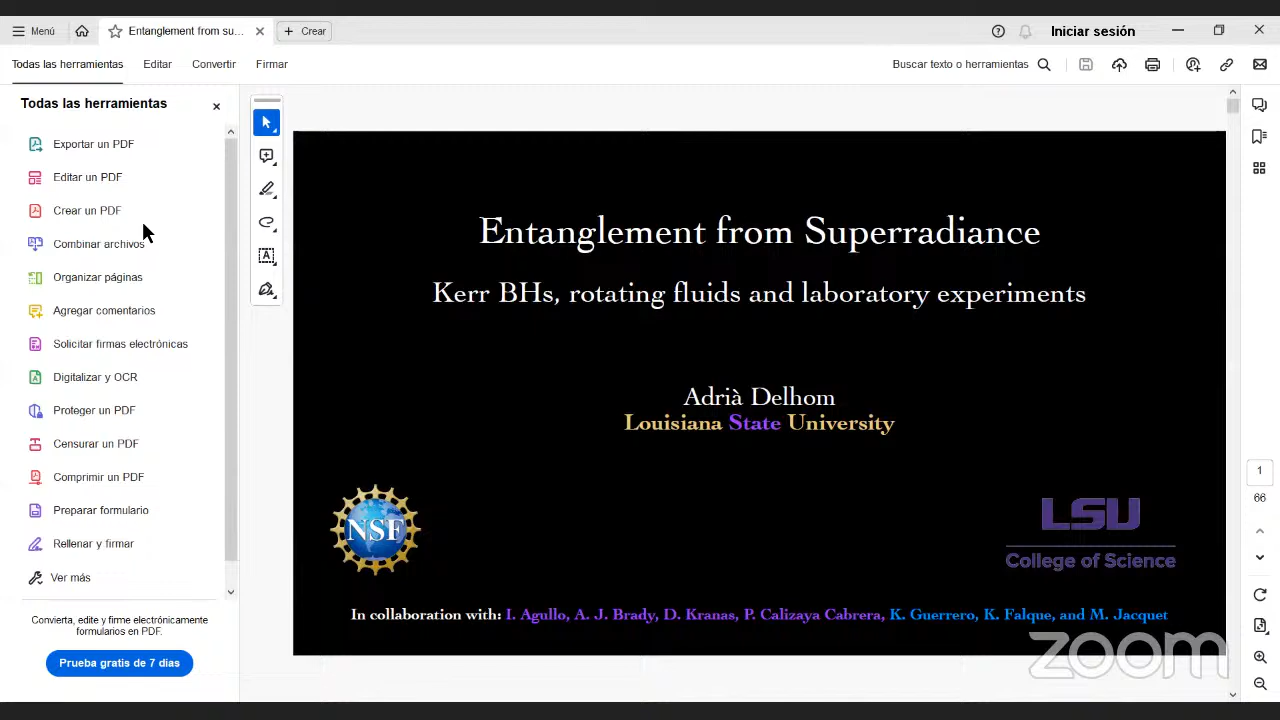 Menú
Entanglement from su...
Crear
Iniciar sesión
Todas las herramientas
Editar
Convertir
Firmar
Buscar texto o herramientas
Todas las herramientas
Exportar un PDF
Editar un PDF
Crear un PDF
Combinar archivos
Organizar páginas
Agregar comentarios
Solicitar firmas electrónicas
Digitalizar y OCR
Proteger un PDF
Censurar un PDF
Comprimir un PDF
Preparar formulario
Rellenar y firmar
Ver más
Convierta, edite y firme electrónicamente
formularios en PDF.
Prueba gratis de 7 días
Entanglement from Superradiance
Kerr BHs, rotating fluids and laboratory experiments
Adrià Delhom
Louisiana State University
NSF
LSU
College of Science
In collaboration with: I. Agullo, A. J. Brady, D. Kranas, P. Calizaya Cabrera, K. Guerrero, K. Falque, and M. Jacquet
zoom
1
66